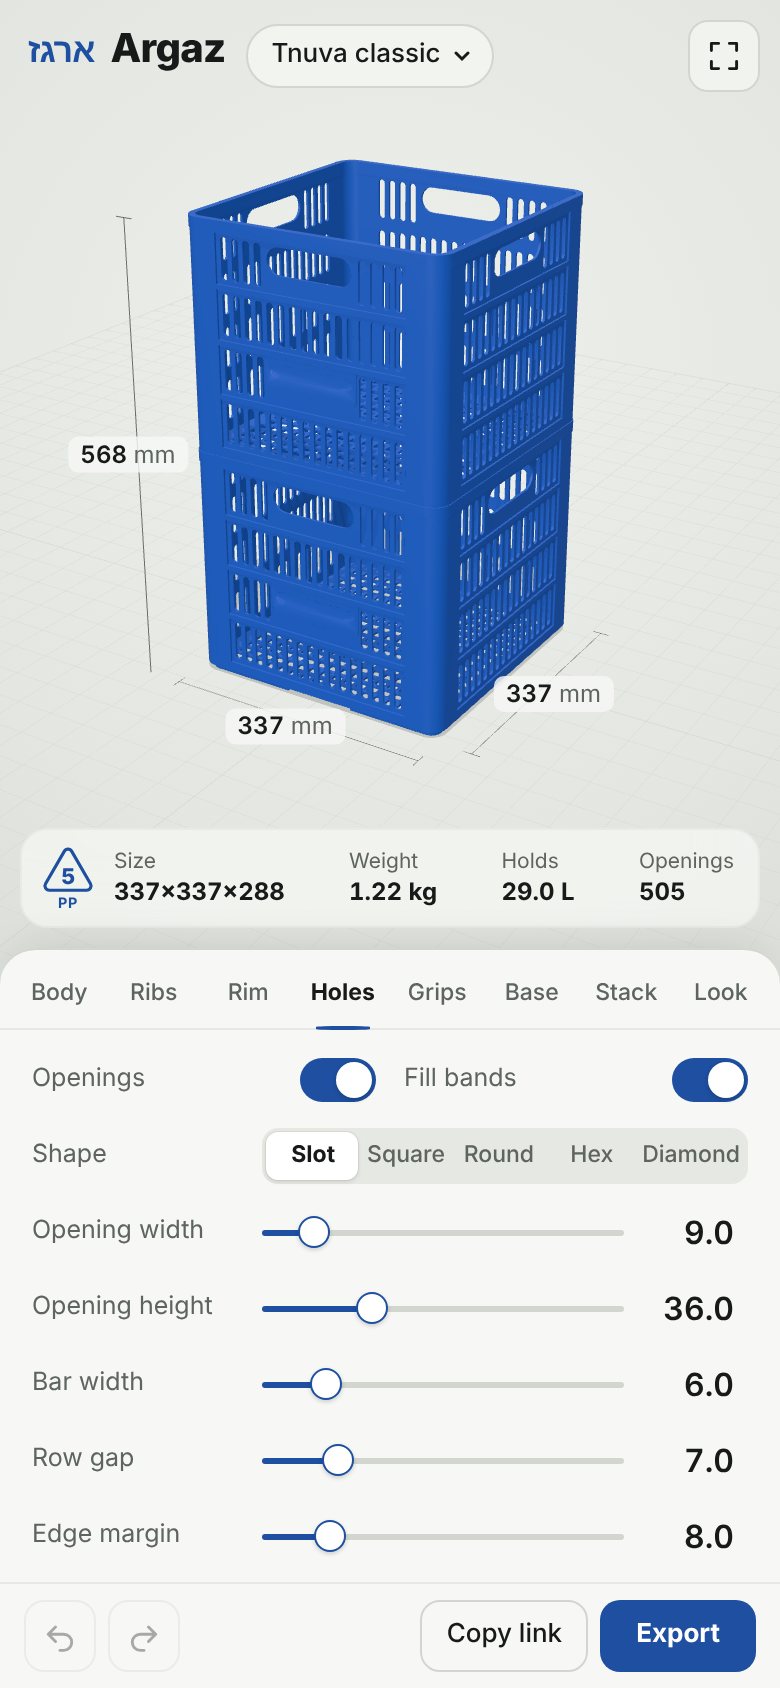 ארגז Argaz Tnuva classic
568 mm
337 mm
337 mm
5
PP
Size Weight Holds Openings
337×337×288 1.22 kg 29.0 L 505
Body Ribs Rim Holes Grips Base Stack Look
Openings Fill bands
Shape Slot Square Round Hex Diamond
Opening width 9.0
Opening height 36.0
Bar width 6.0
Row gap 7.0
Edge margin 8.0
Copy link Export